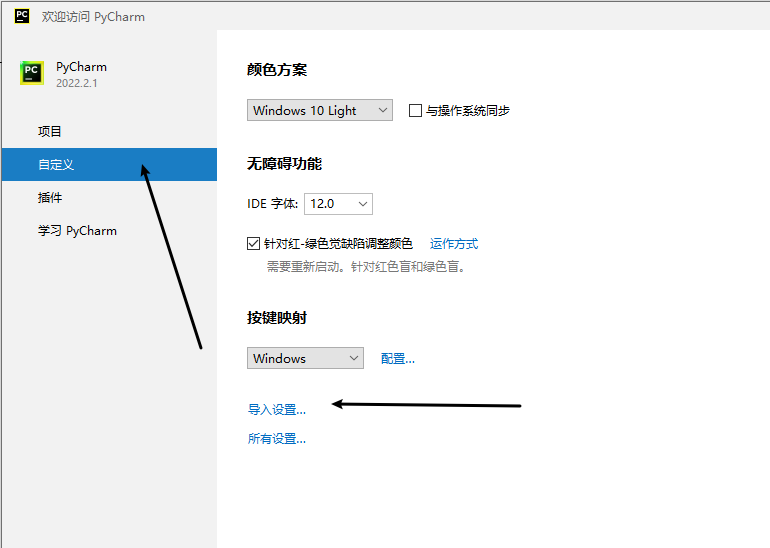 欢迎访问 PyCharm
PyCharm
2022.2.1
项目
自定义
插件
学习 PyCharm
颜色方案
Windows 10 Light
与操作系统同步
无障碍功能
IDE 字体:
12.0
针对红-绿色觉缺陷调整颜色 运作方式
需要重新启动。针对红色盲和绿色盲。
按键映射
Windows
配置...
导入设置...
所有设置...